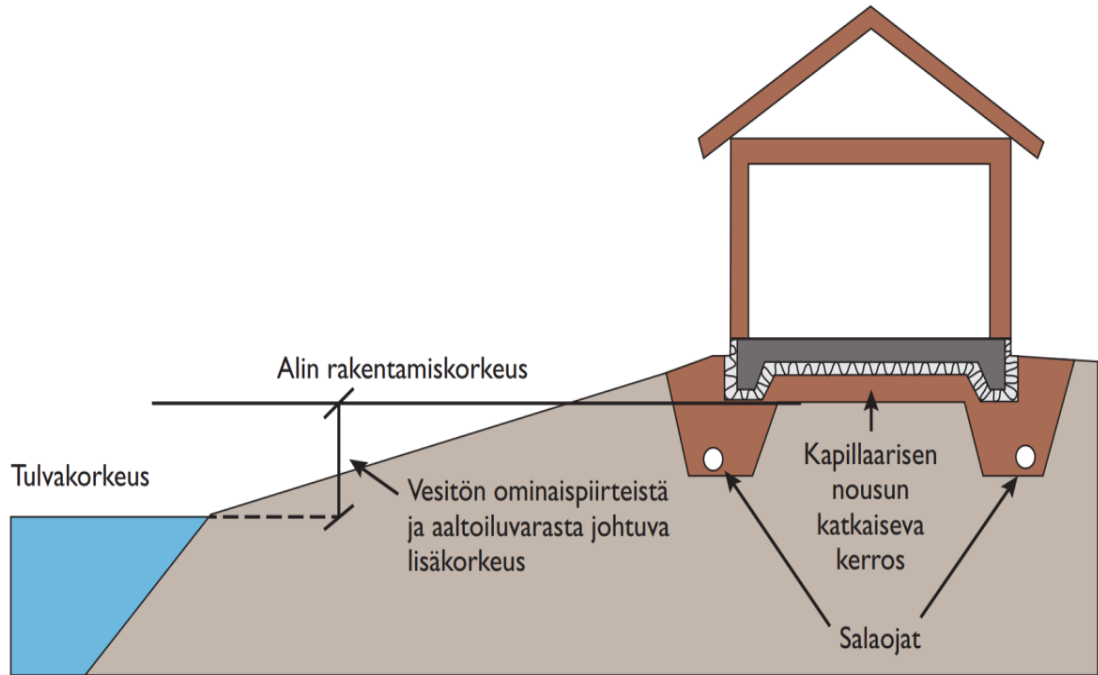 Alin rakentamiskorkeus
Tulvakorkeus
Vesitön ominaispiirteistä
ja aaltoiluvarasta johtuva
lisäkorkeus
Kapillaarisen
nousun
katkaiseva
kerros
Salaojat